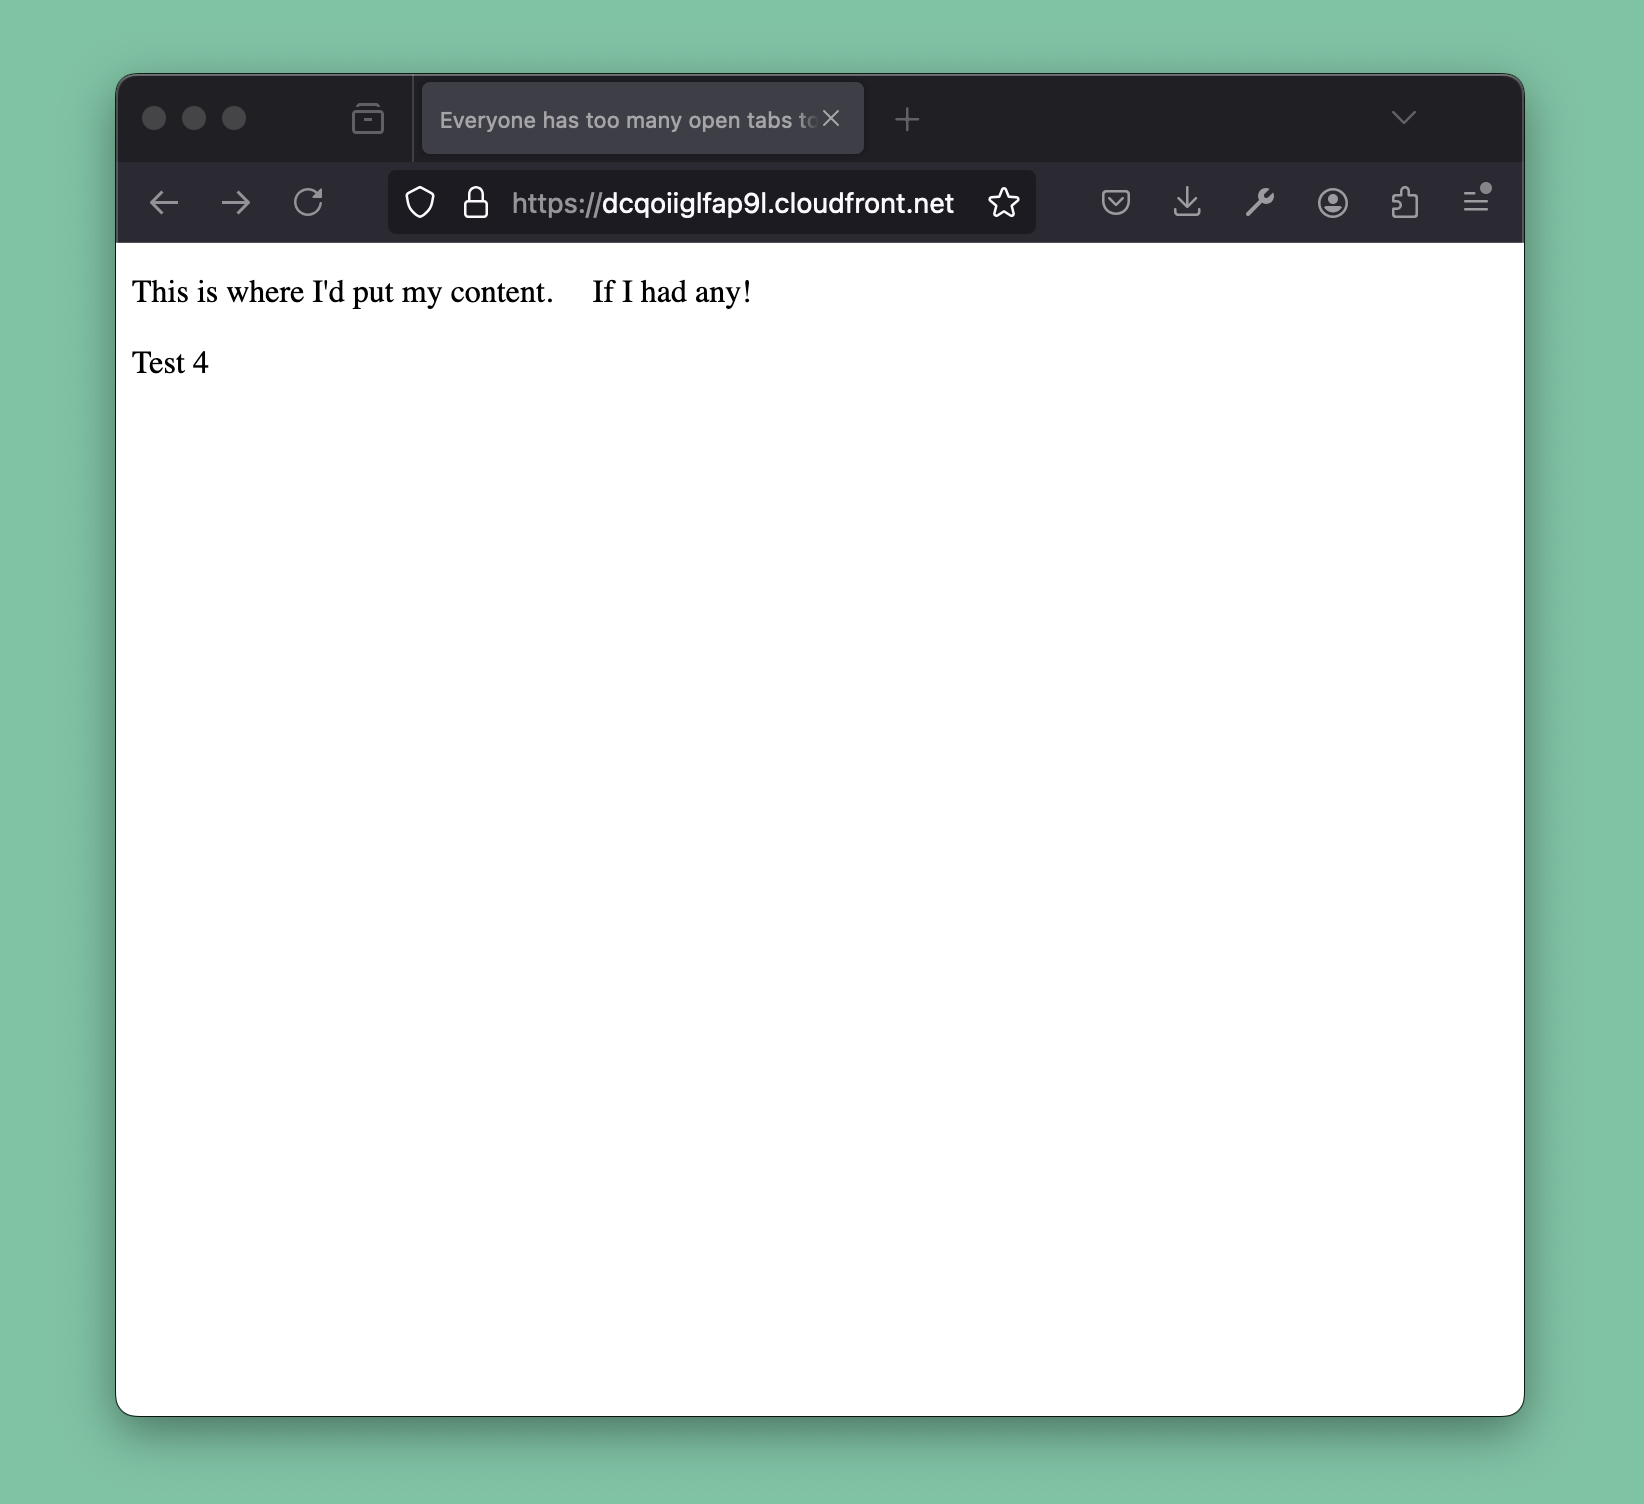 Everyone has too many open tabs to
https://dcqoiiglfap9l.cloudfront.net
This is where I'd put my content.     If I had any!
Test 4